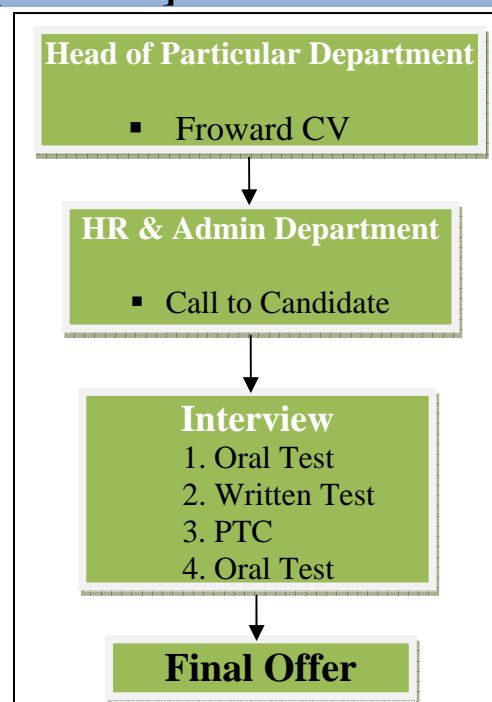 Head of Particular Department
▪ Froward CV
HR & Admin Department
▪ Call to Candidate
Interview
1. Oral Test
2. Written Test
3. PTC
4. Oral Test
Final Offer